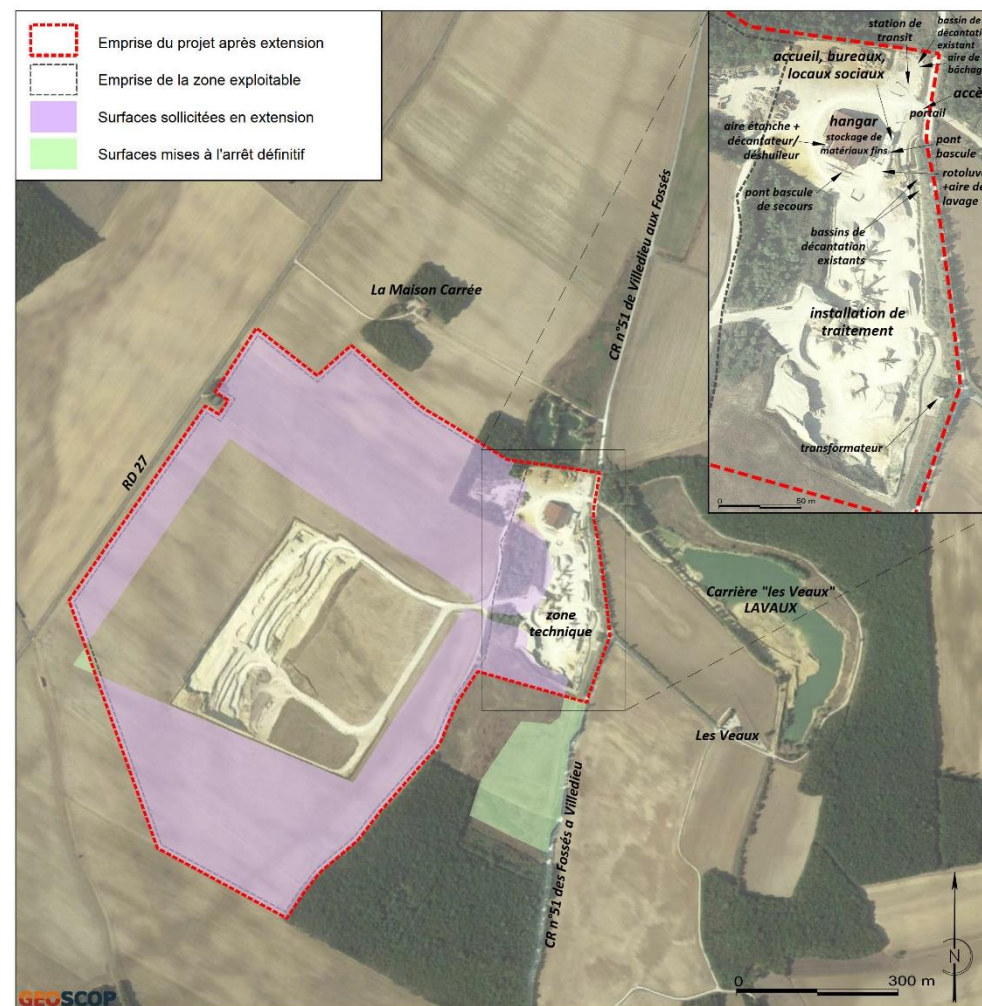 Emprise du projet après extension
Emprise de la zone exploitable
Surfaces sollicitées en extension
Surfaces mises à l'arrêt définitif
station de
transit
bassin de
décantation
existant
aire de
bâchag
accueil, bureaux,
locaux sociaux
accè
portail
hangar
stockage de
matériaux fins
aire étanche +
décantateur/
déshuileur
pont
bascule
pont bascule
de secours
rotoluve
+aire de
lavage
bassins de
décantation
existants
installation de
traitement
transformateur
0 50 m
La Maison Carrée
CR n°51 de Villedieu aux Fossés
RD 27
zone
technique
Carrière "les Veaux"
LAVAUX
Les Veaux
CR n°51 des Fossés a Villedieu
N
0 300 m
GEOSCOP